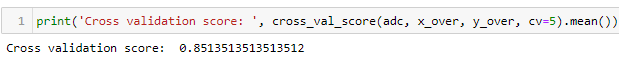 1 print('Cross validation score: ', cross_val_score(adc, x_over, y_over, cv=5).mean())
Cross validation score:  0.8513513513513512